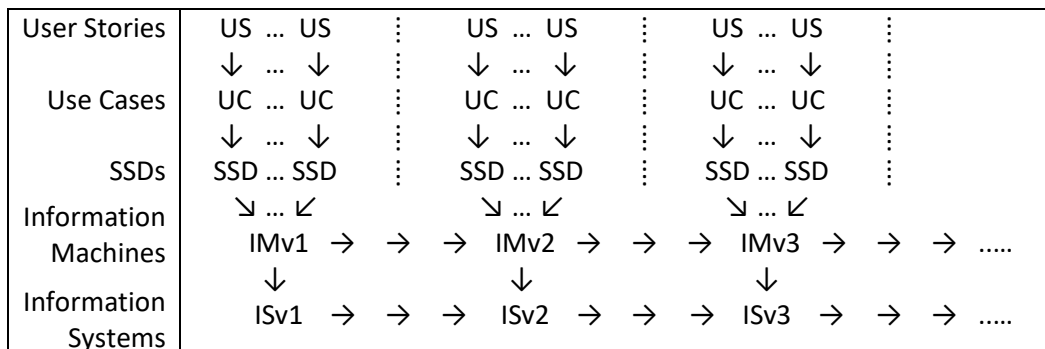 User Stories US … US ⋮ US … US ⋮ US … US ⋮
↓ … ↓ ⋮ ↓ … ↓ ⋮ ↓ … ↓ ⋮
Use Cases UC … UC ⋮ UC … UC ⋮ UC … UC ⋮
↓ … ↓ ⋮ ↓ … ↓ ⋮ ↓ … ↓ ⋮
SSDs SSD … SSD ⋮ SSD … SSD ⋮ SSD … SSD ⋮
↘ … ↙ ↘ … ↙ ↘ … ↙
Information
Machines IMv1 → → → IMv2 → → → IMv3 → → → .....
↓ ↓ ↓
Information
Systems ISv1 → → → ISv2 → → → ISv3 → → → .....